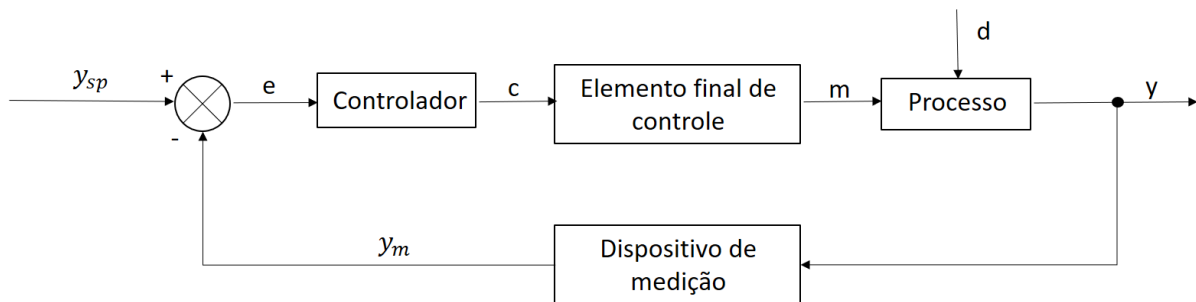 d
y_sp
+
e
Controlador
c
Elemento final de
controle
m
Processo
y
-
y_m
Dispositivo de
medição